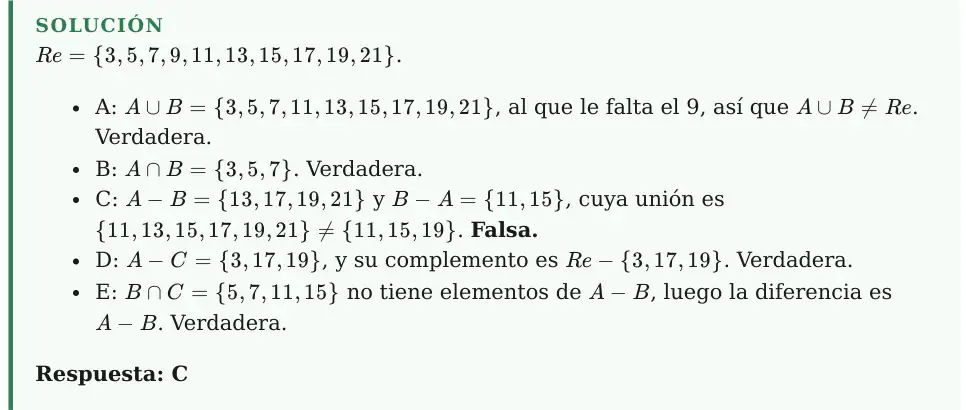 SOLUCIÓN
Re = {3, 5, 7, 9, 11, 13, 15, 17, 19, 21}.
• A: A ∪ B = {3, 5, 7, 11, 13, 15, 17, 19, 21}, al que le falta el 9, así que A ∪ B ≠ Re.
Verdadera.
• B: A ∩ B = {3, 5, 7}. Verdadera.
• C: A − B = {13, 17, 19, 21} y B − A = {11, 15}, cuya unión es
{11, 13, 15, 17, 19, 21} ≠ {11, 15, 19}. Falsa.
• D: A − C = {3, 17, 19}, y su complemento es Re − {3, 17, 19}. Verdadera.
• E: B ∩ C = {5, 7, 11, 15} no tiene elementos de A − B, luego la diferencia es
A − B. Verdadera.
Respuesta: C